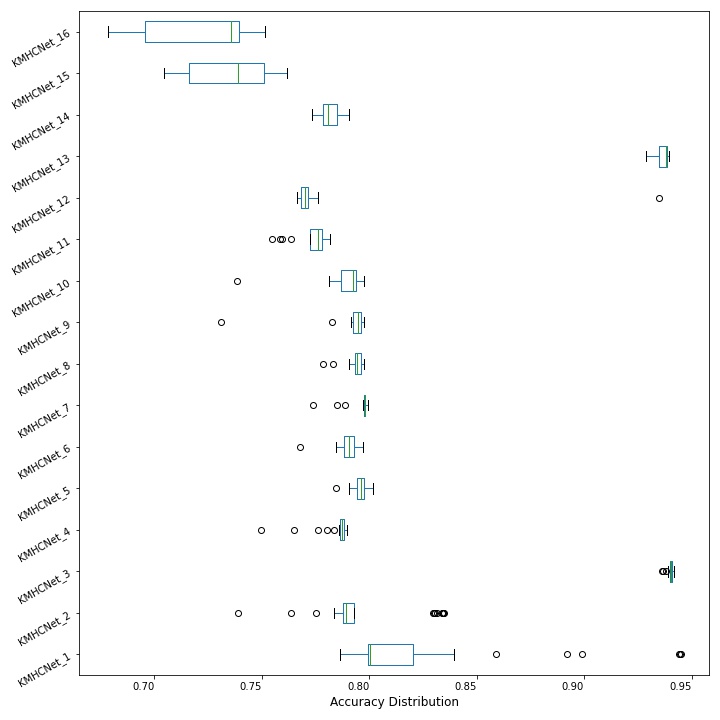 KMHCNet_16
KMHCNet_15
KMHCNet_14
KMHCNet_13
KMHCNet_12
KMHCNet_11
KMHCNet_10
KMHCNet_9
KMHCNet_8
KMHCNet_7
KMHCNet_6
KMHCNet_5
KMHCNet_4
KMHCNet_3
KMHCNet_2
KMHCNet_1
0.70 0.75 0.80 0.85 0.90 0.95
Accuracy Distribution